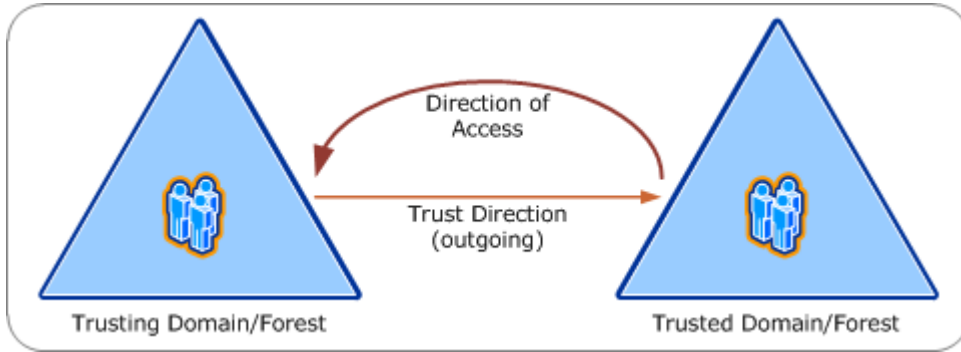 Direction of
Access
Trust Direction
(outgoing)
Trusting Domain/Forest
Trusted Domain/Forest